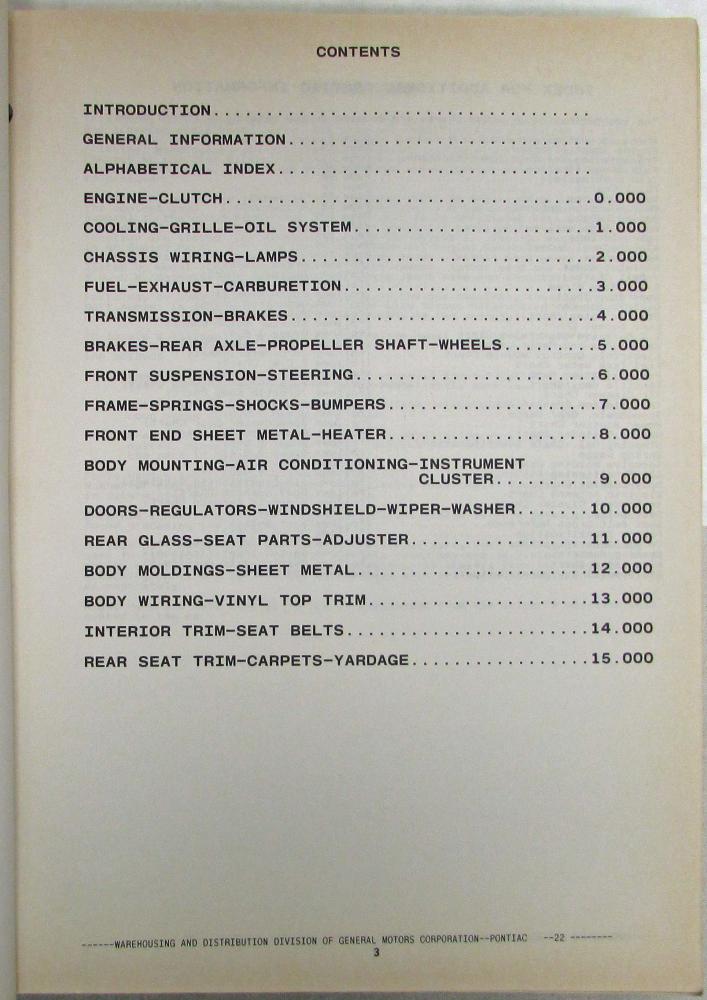 CONTENTS
INTRODUCTION....................................
GENERAL INFORMATION.............................
ALPHABETICAL INDEX..............................
ENGINE-CLUTCH...................................0.000
COOLING-GRILLE-OIL SYSTEM.......................1.000
CHASSIS WIRING-LAMPS............................2.000
FUEL-EXHAUST-CARBURETION........................3.000
TRANSMISSION-BRAKES.............................4.000
BRAKES-REAR AXLE-PROPELLER SHAFT-WHEELS.........5.000
FRONT SUSPENSION-STEERING.......................6.000
FRAME-SPRINGS-SHOCKS-BUMPERS....................7.000
FRONT END SHEET METAL-HEATER....................8.000
BODY MOUNTING-AIR CONDITIONING-INSTRUMENT
CLUSTER..........9.000
DOORS-REGULATORS-WINDSHIELD-WIPER-WASHER.......10.000
REAR GLASS-SEAT PARTS-ADJUSTER.................11.000
BODY MOLDINGS-SHEET METAL......................12.000
BODY WIRING-VINYL TOP TRIM.....................13.000
INTERIOR TRIM-SEAT BELTS.......................14.000
REAR SEAT TRIM-CARPETS-YARDAGE.................15.000
------WAREHOUSING AND DISTRIBUTION DIVISION OF GENERAL MOTORS CORPORATION--PONTIAC --22 --------
3